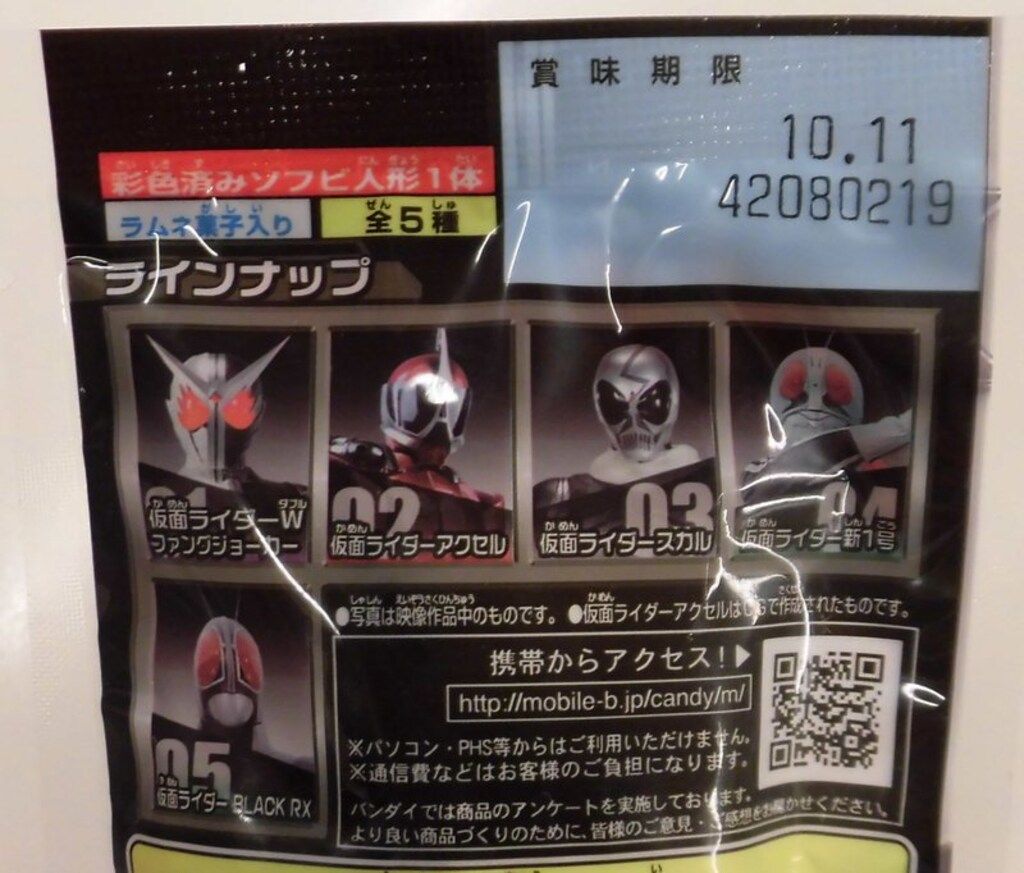 賞味期限
10.11
42080219
彩色済みソフビ人形1体
ラムネ菓子入り
全5種
ラインナップ
仮面ライダーW
ファングジョーカー
02
仮面ライダーアクセル
03
仮面ライダースカル
04
仮面ライダー新1号
●写真は映像作品中のものです。 ●仮面ライダーアクセルはCGで作成されたものです。
05
仮面ライダー BLACK RX
携帯からアクセス!▶
http://mobile-b.jp/candy/m/
※パソコン・PHS等からはご利用いただけません。
※通信費などはお客様のご負担になります。
バンダイでは商品のアンケートを実施しております。
より良い商品づくりのために、皆様のご意見・ご感想をお聞かせください。